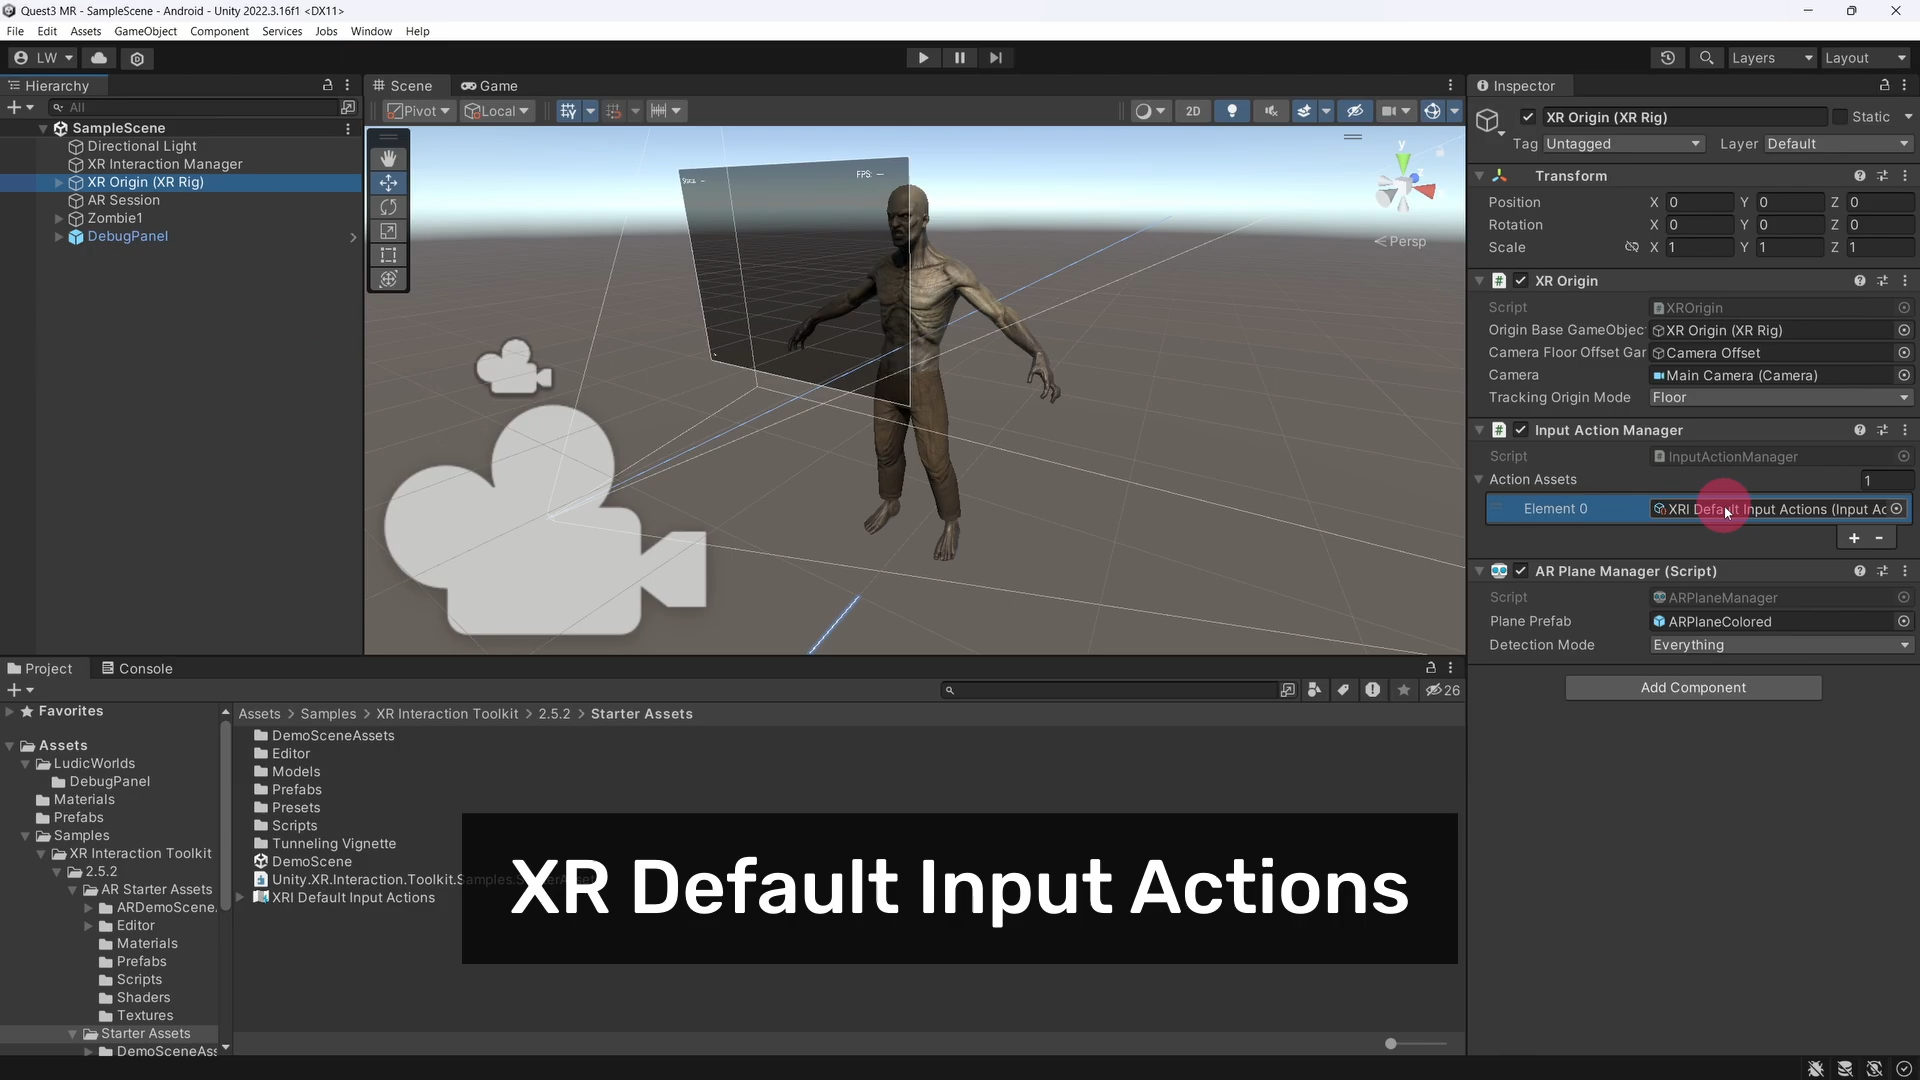 Quest3 MR - SampleScene - Android - Unity 2022.3.16f1 <DX11>
File Edit Assets GameObject Component Services Jobs Window Help
LW
Layers
Layout
Hierarchy
All
SampleScene
Directional Light
XR Interaction Manager
XR Origin (XR Rig)
AR Session
Zombie1
DebugPanel
Scene
Game
Pivot
Local
2D
FPS: —
y
Persp
Inspector
XR Origin (XR Rig)
Static
Tag Untagged
Layer Default
Transform
Position X 0 Y 0 Z 0
Rotation X 0 Y 0 Z 0
Scale X 1 Y 1 Z 1
XR Origin
Script XROrigin
Origin Base GameObjec XR Origin (XR Rig)
Camera Floor Offset Gar Camera Offset
Camera Main Camera (Camera)
Tracking Origin Mode Floor
Input Action Manager
Script InputActionManager
Action Assets 1
Element 0 XRI Default Input Actions (Input Ac
+ -
AR Plane Manager (Script)
Script ARPlaneManager
Plane Prefab ARPlaneColored
Detection Mode Everything
Add Component
Project
Console
26
Favorites
Assets
LudicWorlds
DebugPanel
Materials
Prefabs
Samples
XR Interaction Toolkit
2.5.2
AR Starter Assets
ARDemoScene.
Editor
Materials
Prefabs
Scripts
Shaders
Textures
Starter Assets
DemoSceneAss
Assets > Samples > XR Interaction Toolkit > 2.5.2 > Starter Assets
DemoSceneAssets
Editor
Models
Prefabs
Presets
Scripts
Tunneling Vignette
DemoScene
Unity.XR.Interaction.Toolkit.S
XRI Default Input Actions
XR Default Input Actions